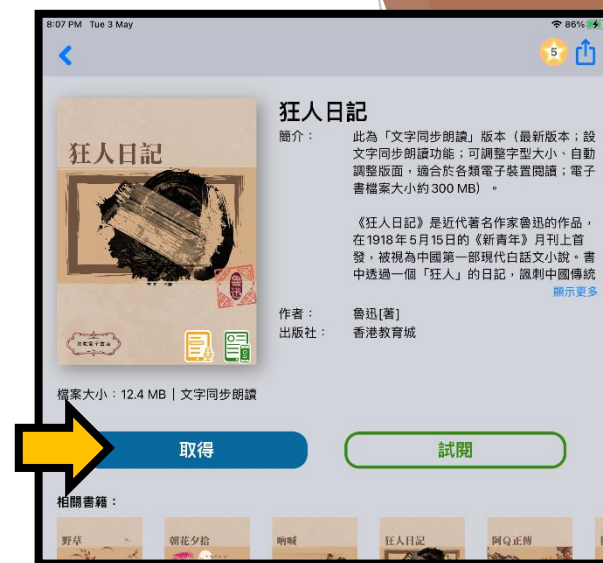 8:07 PM Tue 3 May
86%
5
狂人日記
狂人日記
簡介：
此為「文字同步朗讀」版本（最新版本；設
文字同步朗讀功能；可調整字型大小、自動
調整版面，適合於各類電子裝置閱讀；電子
書檔案大小約 300 MB）。
《狂人日記》是近代著名作家魯迅的作品，
在1918 年 5 月15日的《新青年》月刊上首
發，被視為中國第一部現代白話文小說。書
中透過一個「狂人」的日記，諷刺中國傳統
顯示更多
作者：
魯迅[著]
出版社：
香港教育城
檔案大小：12.4 MB | 文字同步朗讀
取得
試閱
相關書籍：
野草
朝花夕拾
吶喊
狂人日記
阿Q正傳